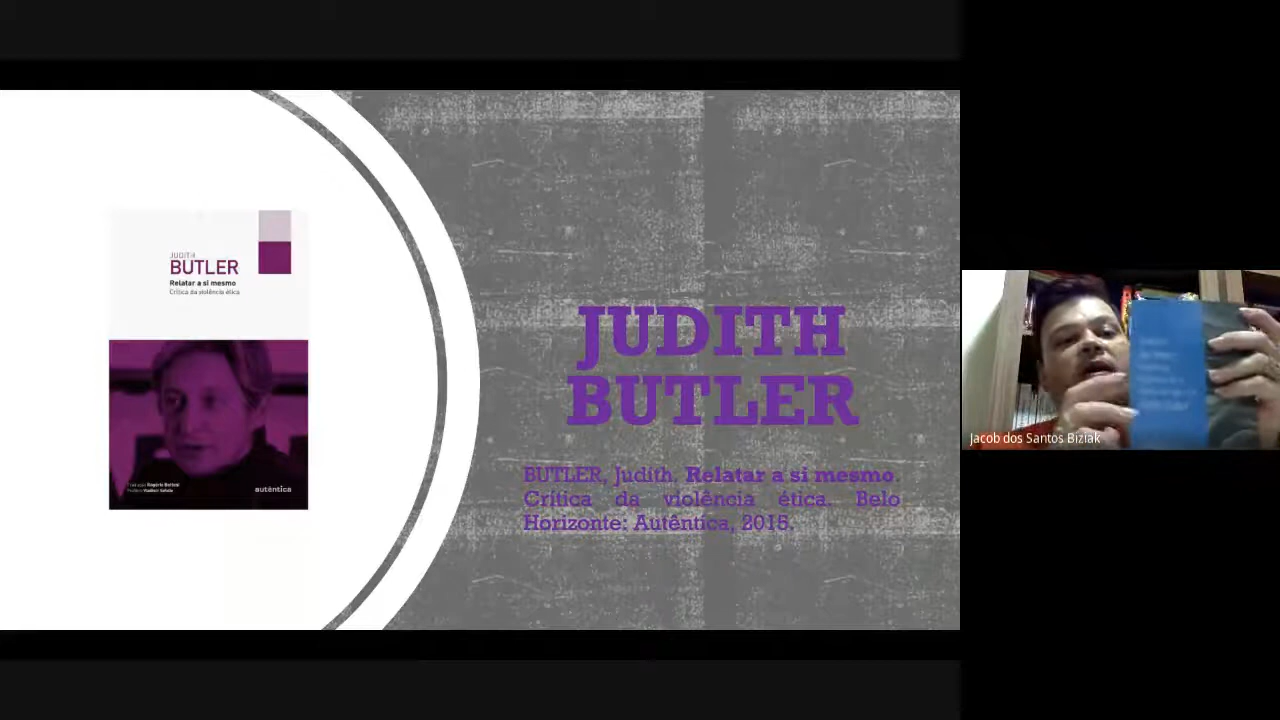 JUDITH
BUTLER
Relatar a si mesmo
Crítica da violência ética
autêntica
JUDITH
BUTLER
BUTLER, Judith. Relatar a si mesmo.
Crítica da violência ética. Belo
Horizonte: Autêntica, 2015.
Jacob dos Santos Biziak